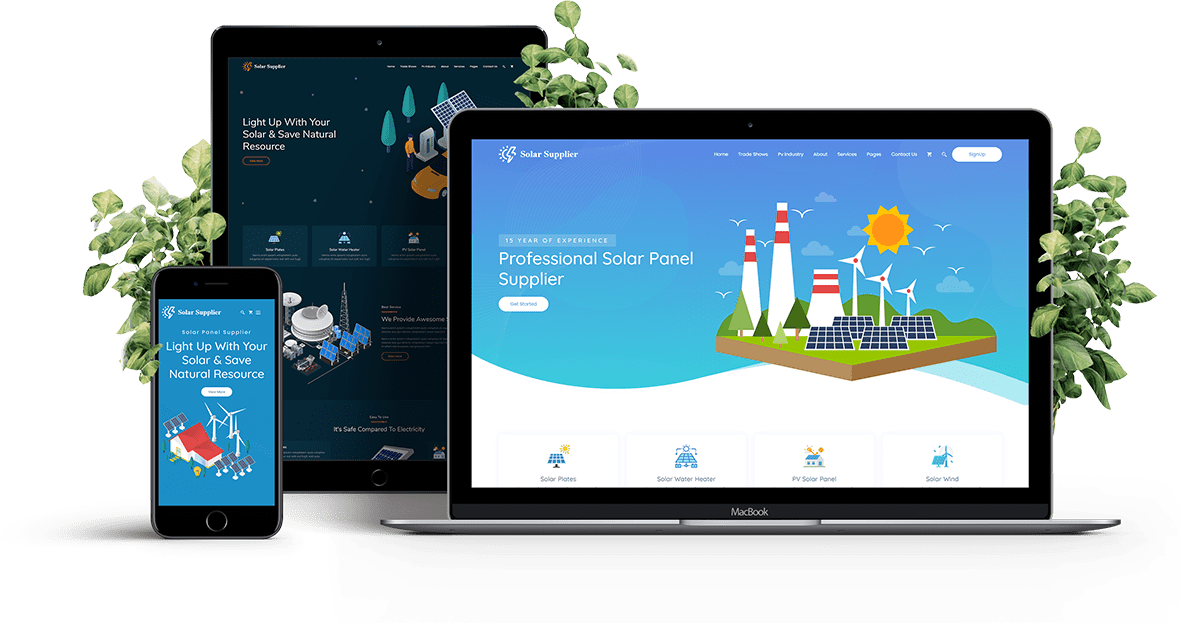 Solar Supplier
Home Trade Shows Pv Industry About Services Pages Contact Us
Light Up With Your
Solar & Save Natural
Resource
View More
Solar Plates
Solar Water Heater
PV Solar Panel
Best Service
We Provide Awesome
Easy To Use
It's Safe Compared To Electricity
Solar Supplier
Solar Panel Supplier
Light Up With Your
Solar & Save
Natural Resource
View More
Solar Supplier
Home Trade Shows Pv Industry About Services Pages Contact Us SignUp
15 YEAR OF EXPERIENCE
Professional Solar Panel
Supplier
Get Started
Solar Plates
Solar Water Heater
PV Solar Panel
Solar Wind
MacBook